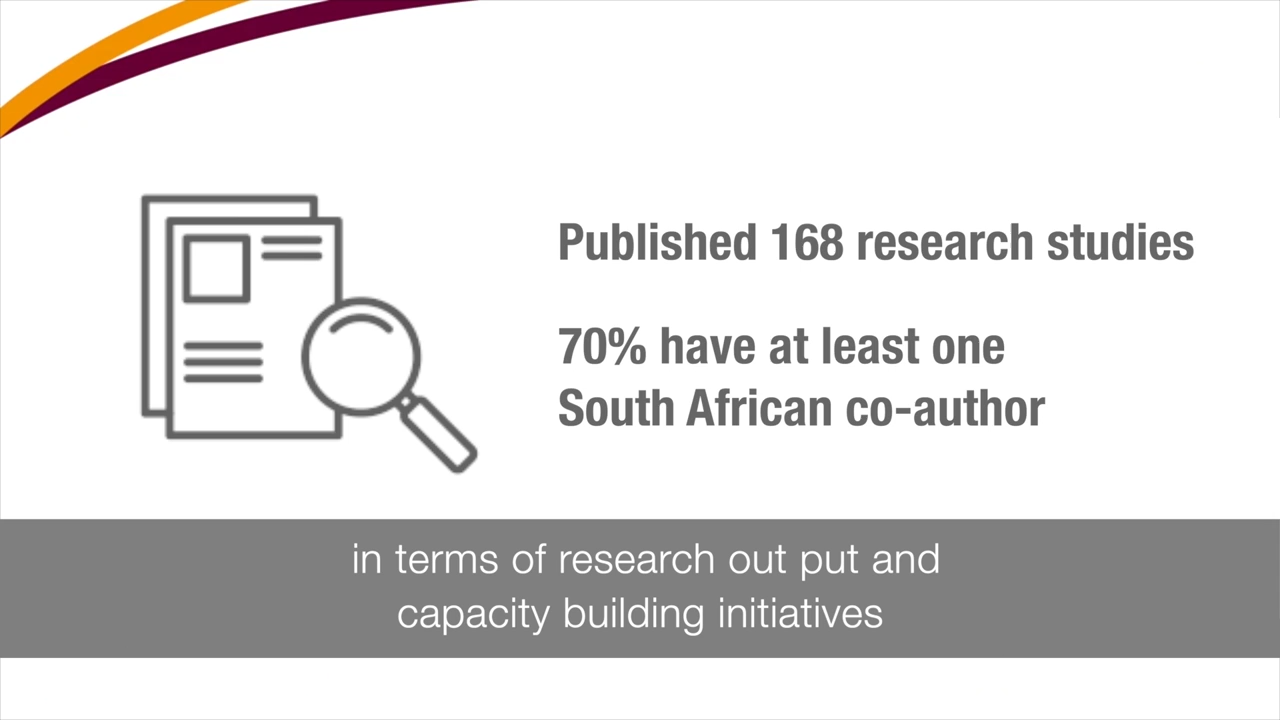 Published 168 research studies
70% have at least one
South African co-author
in terms of research out put and
capacity building initiatives